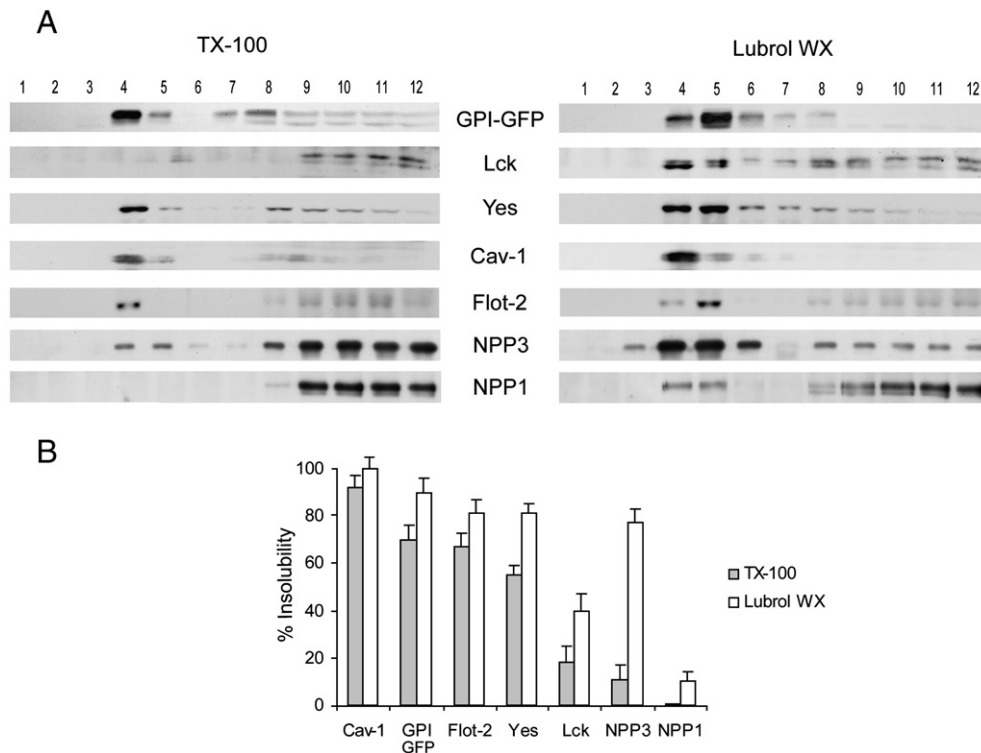 A
TX-100
Lubrol WX
1 2 3 4 5 6 7 8 9 10 11 12
1 2 3 4 5 6 7 8 9 10 11 12
GPI-GFP
Lck
Yes
Cav-1
Flot-2
NPP3
NPP1
B
% Insolubility
100
80
60
40
20
0
Cav-1 GPI GFP Flot-2 Yes Lck NPP3 NPP1
TX-100
Lubrol WX